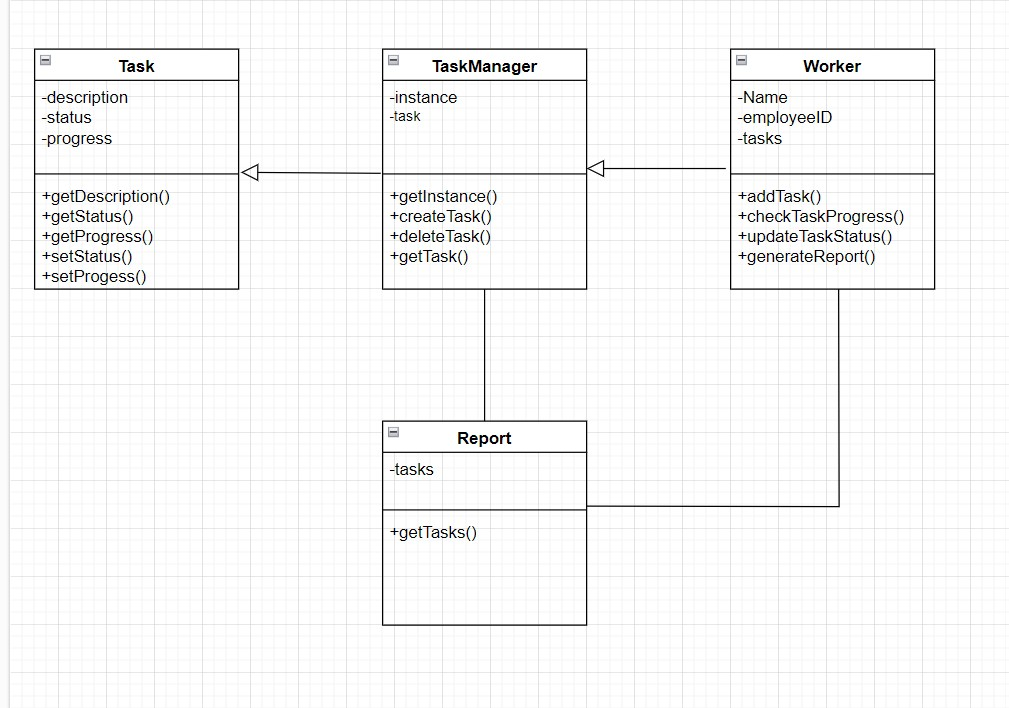 Task
-description
-status
-progress
+getDescription()
+getStatus()
+getProgress()
+setStatus()
+setProgess()
TaskManager
-instance
-task
+getInstance()
+createTask()
+deleteTask()
+getTask()
Worker
-Name
-employeeID
-tasks
+addTask()
+checkTaskProgress()
+updateTaskStatus()
+generateReport()
Report
-tasks
+getTasks()